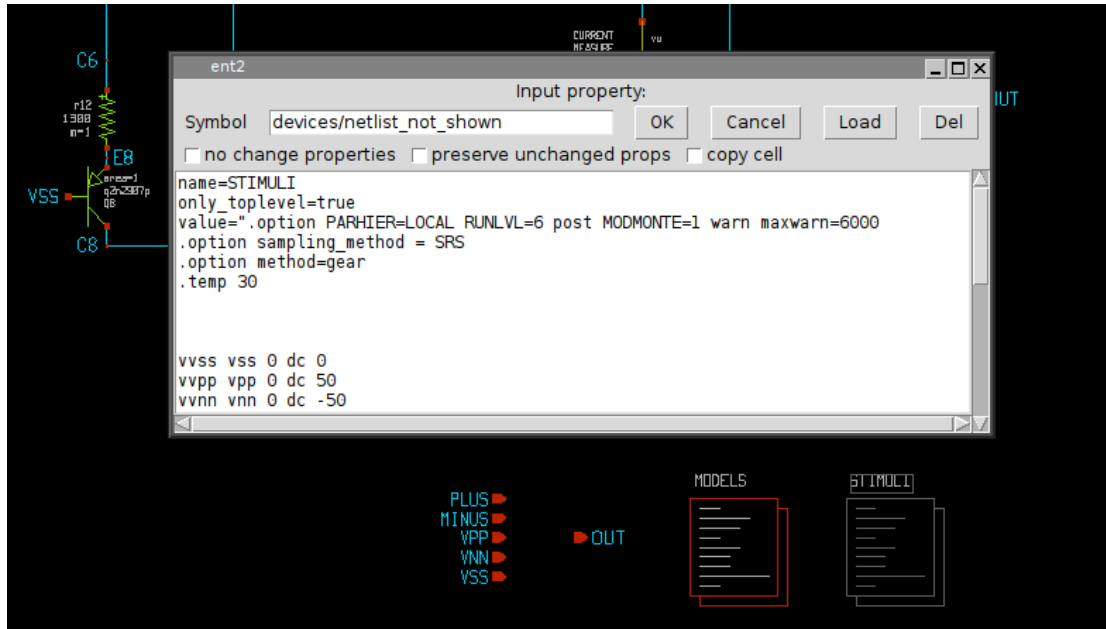 CURRENT
MEASURE
vu
C6
ent2
Input property:
IUT
r12
1300
m=1
Symbol devices/netlist_not_shown OK Cancel Load Del
no change properties preserve unchanged props copy cell
E8
area=1
q2n2907p
Q8
VSS
C8
name=STIMULI
only_toplevel=true
value=".option PARHIER=LOCAL RUNLVL=6 post MODMONTE=1 warn maxwarn=6000
.option sampling_method = SRS
.option method=gear
.temp 30
vvss vss 0 dc 0
vvpp vpp 0 dc 50
vvnn vnn 0 dc -50
MODELS
STIMULI
PLUS
MINUS
VPP
OUT
VNN
VSS